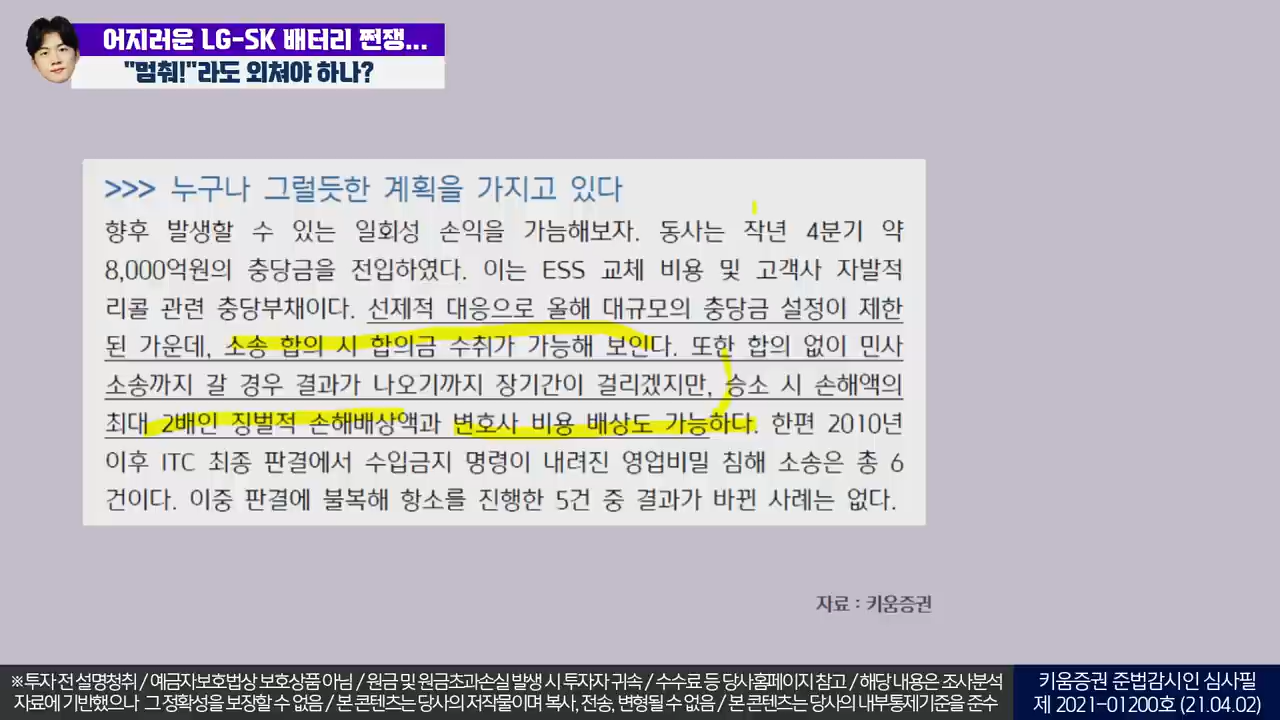 어지러운 LG-SK 배터리 쩐쟁...
"멈춰!"라도 외쳐야 하나?
>>> 누구나 그럴듯한 계획을 가지고 있다
향후 발생할 수 있는 일회성 손익을 가늠해보자. 동사는 작년 4분기 약
8,000억원의 충당금을 전입하였다. 이는 ESS 교체 비용 및 고객사 자발적
리콜 관련 충당부채이다. 선제적 대응으로 올해 대규모의 충당금 설정이 제한
된 가운데, 소송 합의 시 합의금 수취가 가능해 보인다. 또한 합의 없이 민사
소송까지 갈 경우 결과가 나오기까지 장기간이 걸리겠지만, 승소 시 손해액의
최대 2배인 징벌적 손해배상액과 변호사 비용 배상도 가능하다. 한편 2010년
이후 ITC 최종 판결에서 수입금지 명령이 내려진 영업비밀 침해 소송은 총 6
건이다. 이중 판결에 불복해 항소를 진행한 5건 중 결과가 바뀐 사례는 없다.
자료 : 키움증권
※투자 전 설명청취 / 예금자보호법상 보호상품 아님 / 원금 및 원금초과손실 발생 시 투자자 귀속 / 수수료 등 당사홈페이지 참고 / 해당 내용은 조사분석
자료에 기반했으나 그 정확성을 보장할 수 없음 / 본 콘텐츠는 당사의 저작물이며 복사, 전송, 변형될 수 없음 / 본 콘텐츠는 당사의 내부통제기준을 준수
키움증권 준법감시인 심사필
제 2021-01200호 (21.04.02)